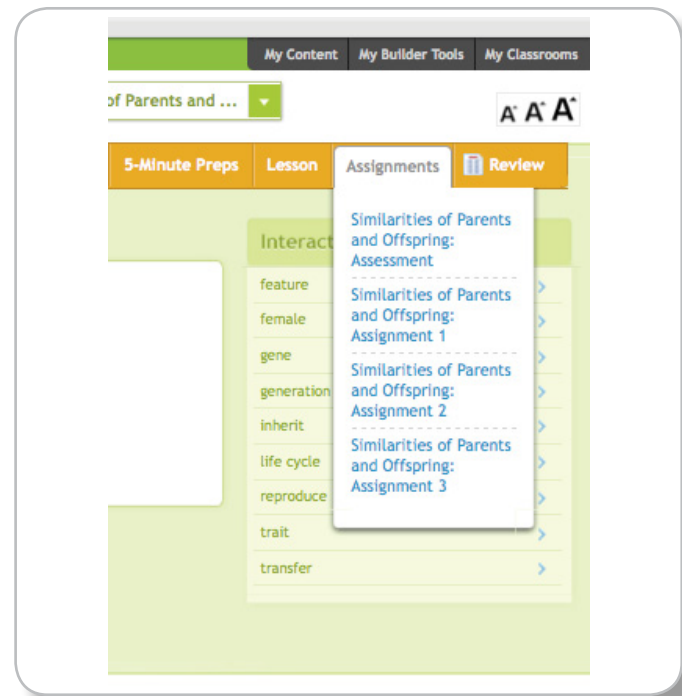 My Content My Builder Tools My Classrooms
of Parents and ...
A A A
5-Minute Preps Lesson Assignments Review
Similarities of Parents
and Offspring:
Assessment
Similarities of Parents
and Offspring:
Assignment 1
Similarities of Parents
and Offspring:
Assignment 2
Similarities of Parents
and Offspring:
Assignment 3
Interact
feature
female
gene
generation
inherit
life cycle
reproduce
trait
transfer